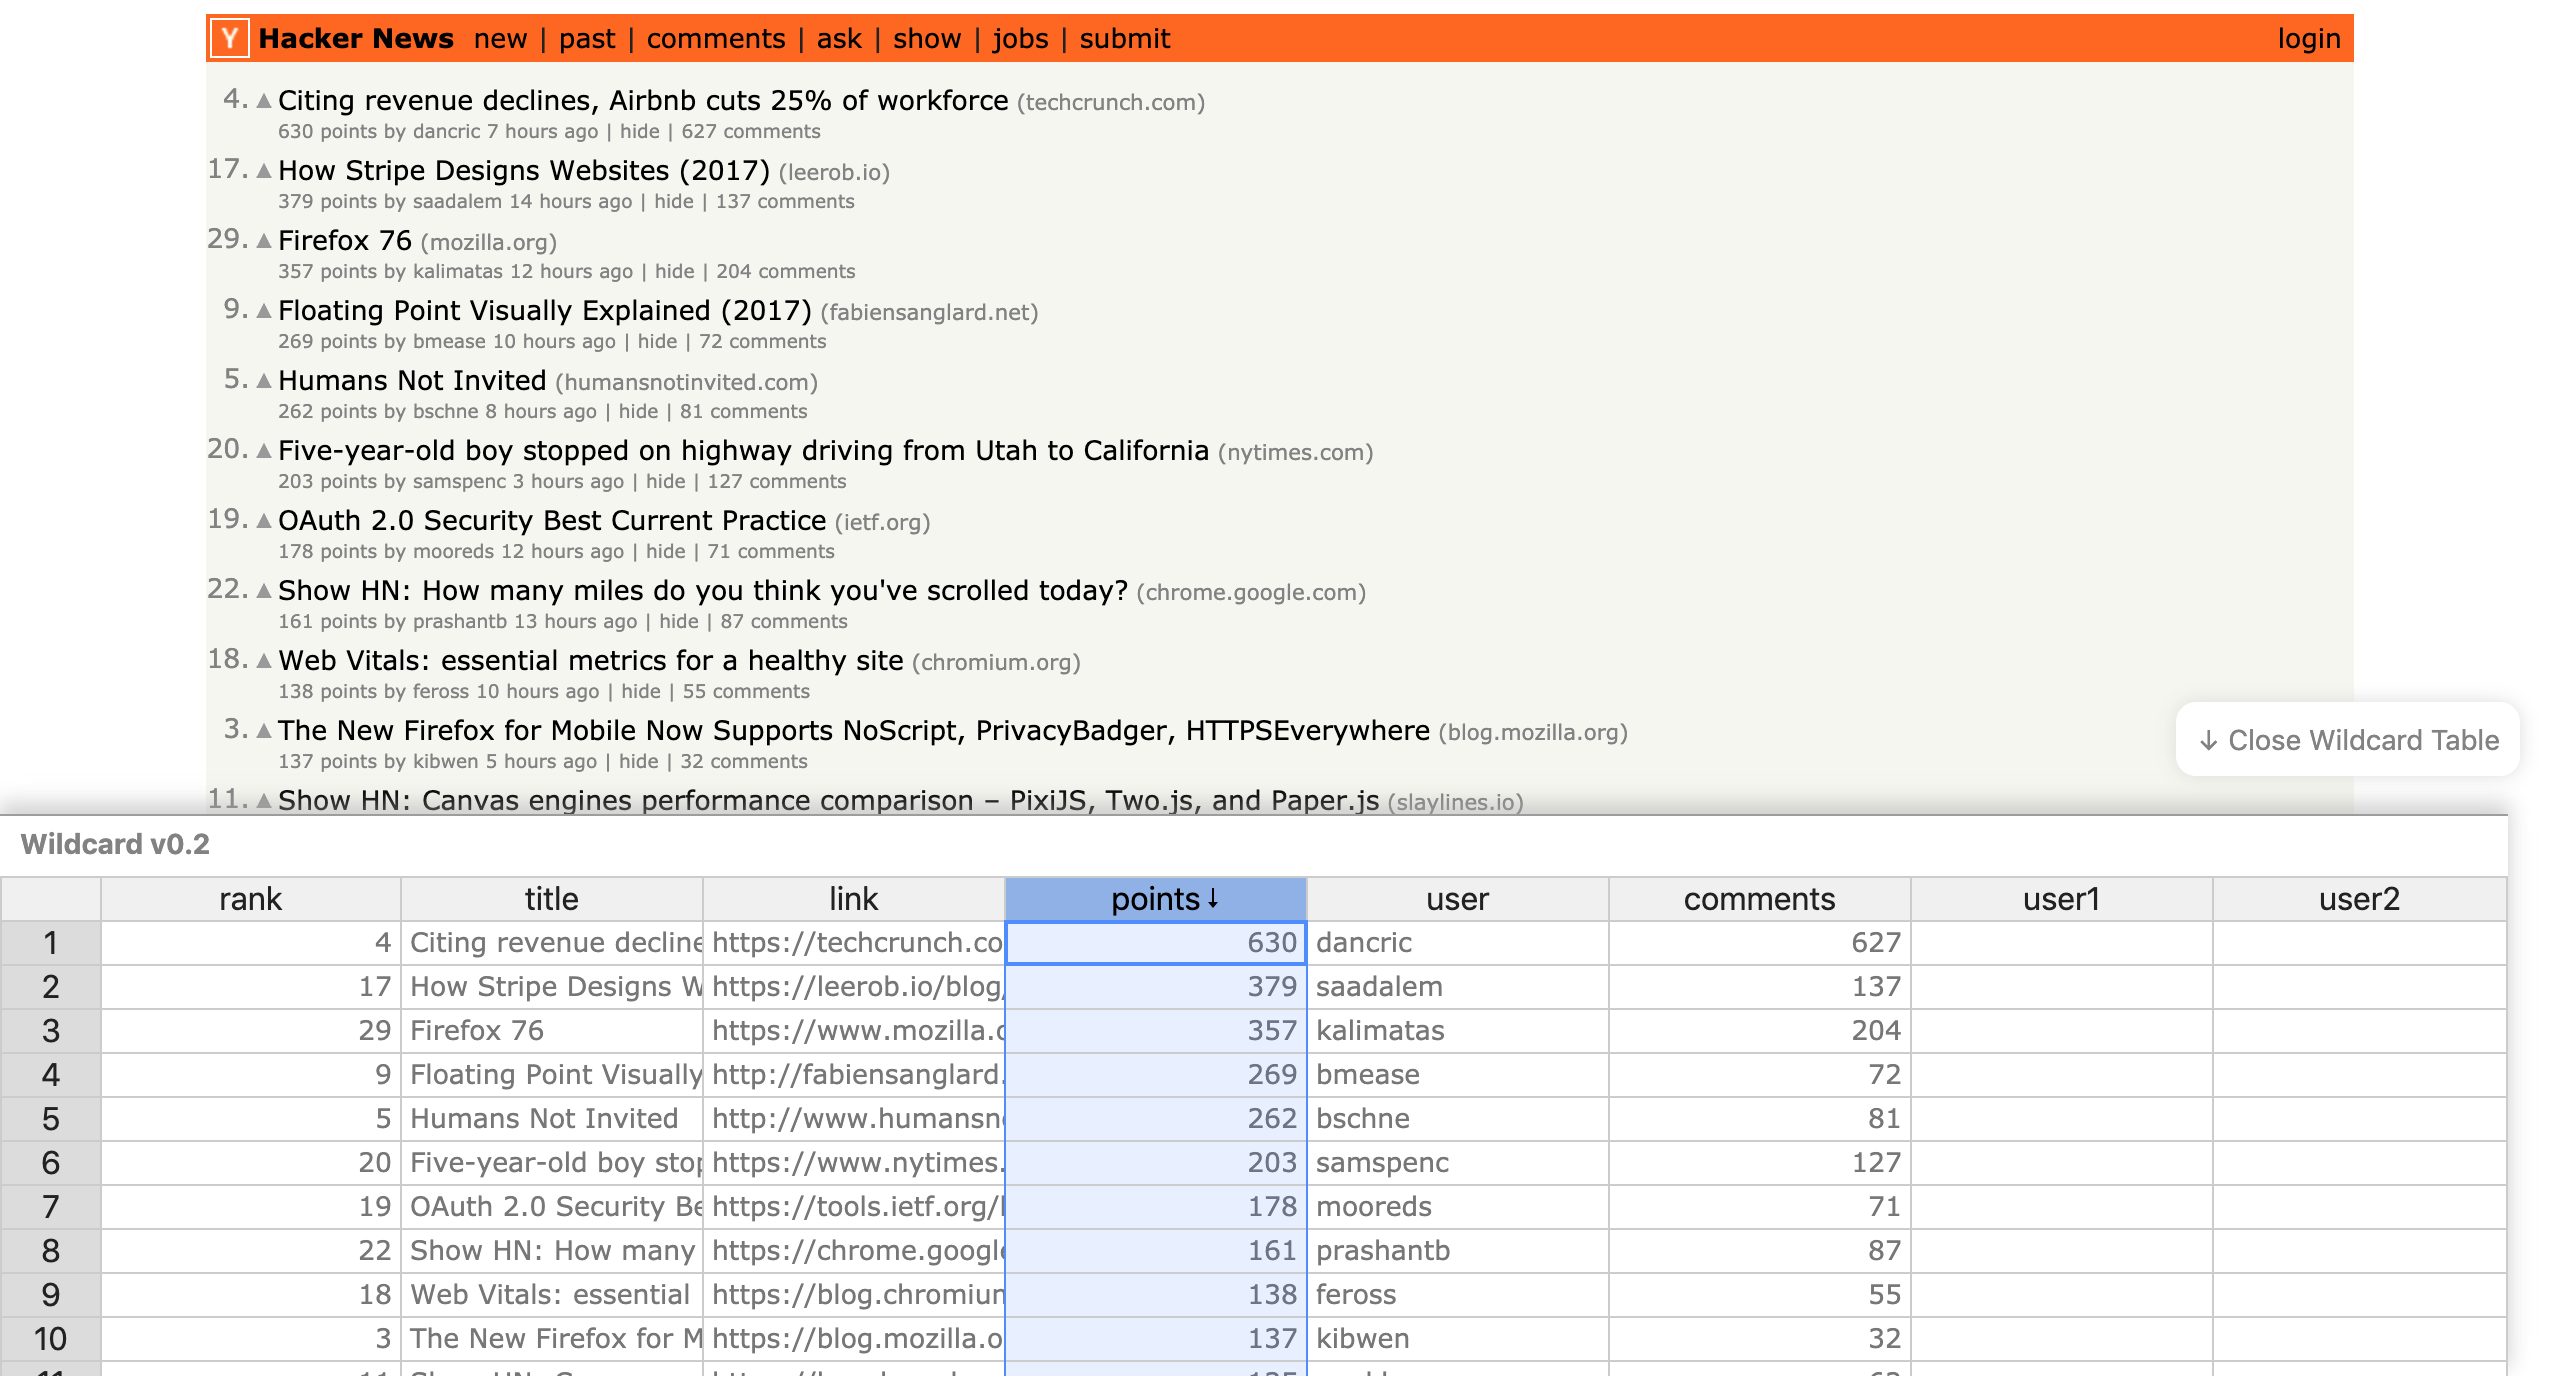 Y Hacker News new | past | comments | ask | show | jobs | submit login
4. ▲ Citing revenue declines, Airbnb cuts 25% of workforce (techcrunch.com)
630 points by dancric 7 hours ago | hide | 627 comments
17. ▲ How Stripe Designs Websites (2017) (leerob.io)
379 points by saadalem 14 hours ago | hide | 137 comments
29. ▲ Firefox 76 (mozilla.org)
357 points by kalimatas 12 hours ago | hide | 204 comments
9. ▲ Floating Point Visually Explained (2017) (fabiensanglard.net)
269 points by bmease 10 hours ago | hide | 72 comments
5. ▲ Humans Not Invited (humansnotinvited.com)
262 points by bschne 8 hours ago | hide | 81 comments
20. ▲ Five-year-old boy stopped on highway driving from Utah to California (nytimes.com)
203 points by samspenc 3 hours ago | hide | 127 comments
19. ▲ OAuth 2.0 Security Best Current Practice (ietf.org)
178 points by mooreds 12 hours ago | hide | 71 comments
22. ▲ Show HN: How many miles do you think you've scrolled today? (chrome.google.com)
161 points by prashantb 13 hours ago | hide | 87 comments
18. ▲ Web Vitals: essential metrics for a healthy site (chromium.org)
138 points by feross 10 hours ago | hide | 55 comments
3. ▲ The New Firefox for Mobile Now Supports NoScript, PrivacyBadger, HTTPSEverywhere (blog.mozilla.org)
137 points by kibwen 5 hours ago | hide | 32 comments
↓ Close Wildcard Table
11. ▲ Show HN: Canvas engines performance comparison – PixiJS, Two.js, and Paper.js (slaylines.io)
Wildcard v0.2
rank title link points ↓ user comments user1 user2
1 4 Citing revenue decline https://techcrunch.co 630 dancric 627
2 17 How Stripe Designs W https://leerob.io/blog/ 379 saadalem 137
3 29 Firefox 76 https://www.mozilla.o 357 kalimatas 204
4 9 Floating Point Visually http://fabiensanglard. 269 bmease 72
5 5 Humans Not Invited http://www.humansn 262 bschne 81
6 20 Five-year-old boy stop https://www.nytimes. 203 samspenc 127
7 19 OAuth 2.0 Security Be https://tools.ietf.org/ 178 mooreds 71
8 22 Show HN: How many https://chrome.google 161 prashantb 87
9 18 Web Vitals: essential https://blog.chromium 138 feross 55
10 3 The New Firefox for M https://blog.mozilla.o 137 kibwen 32